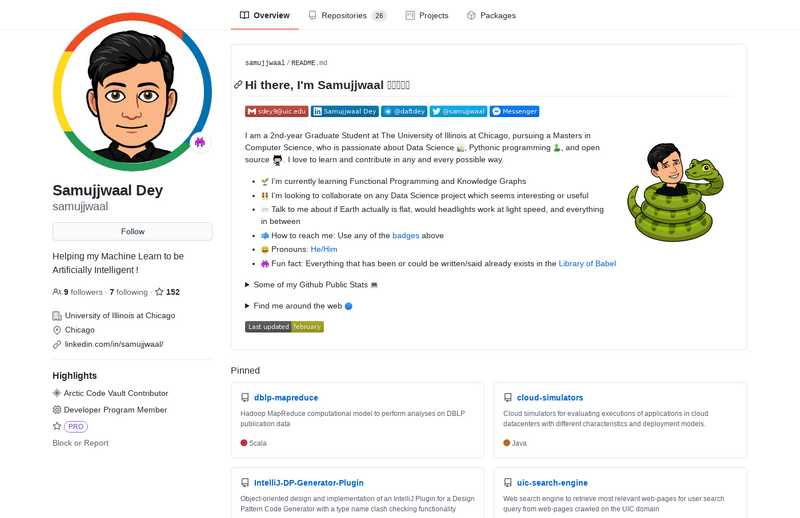 Overview
Repositories 26
Projects
Packages
Samujjwaal Dey
samujjwaal
Follow
Helping my Machine Learn to be
Artificially Intelligent !
9 followers · 7 following · 152
University of Illinois at Chicago
Chicago
linkedin.com/in/samujjwaal/
Highlights
Arctic Code Vault Contributor
Developer Program Member
PRO
Block or Report
samujjwaal / README.md
Hi there, I'm Samujjwaal
sdey9@uic.edu
Samujjwaal Dey
@daftdey
@samujjwaal
Messenger
I am a 2nd-year Graduate Student at The University of Illinois at Chicago, pursuing a Masters in
Computer Science, who is passionate about Data Science , Pythonic programming , and open
source . I love to learn and contribute in any and every possible way.
• I'm currently learning Functional Programming and Knowledge Graphs
• I'm looking to collaborate on any Data Science project which seems interesting or useful
• Talk to me about if Earth actually is flat, would headlights work at light speed, and everything
in between
• How to reach me: Use any of the badges above
• Pronouns: He/Him
• Fun fact: Everything that has been or could be written/said already exists in the Library of Babel
Some of my Github Public Stats
Find me around the web
Last updated february
Pinned
dblp-mapreduce
Hadoop MapReduce computational model to perform analyses on DBLP
publication data
Scala
cloud-simulators
Cloud simulators for evaluating executions of applications in cloud
datacenters with different characteristics and deployment models.
Java
IntelliJ-DP-Generator-Plugin
Object-oriented design and implementation of an IntelliJ Plugin for a Design
Pattern Code Generator with a type name clash checking functionality
uic-search-engine
Web search engine to retrieve most relevant web-pages for user search
query from web-pages crawled on the UIC domain